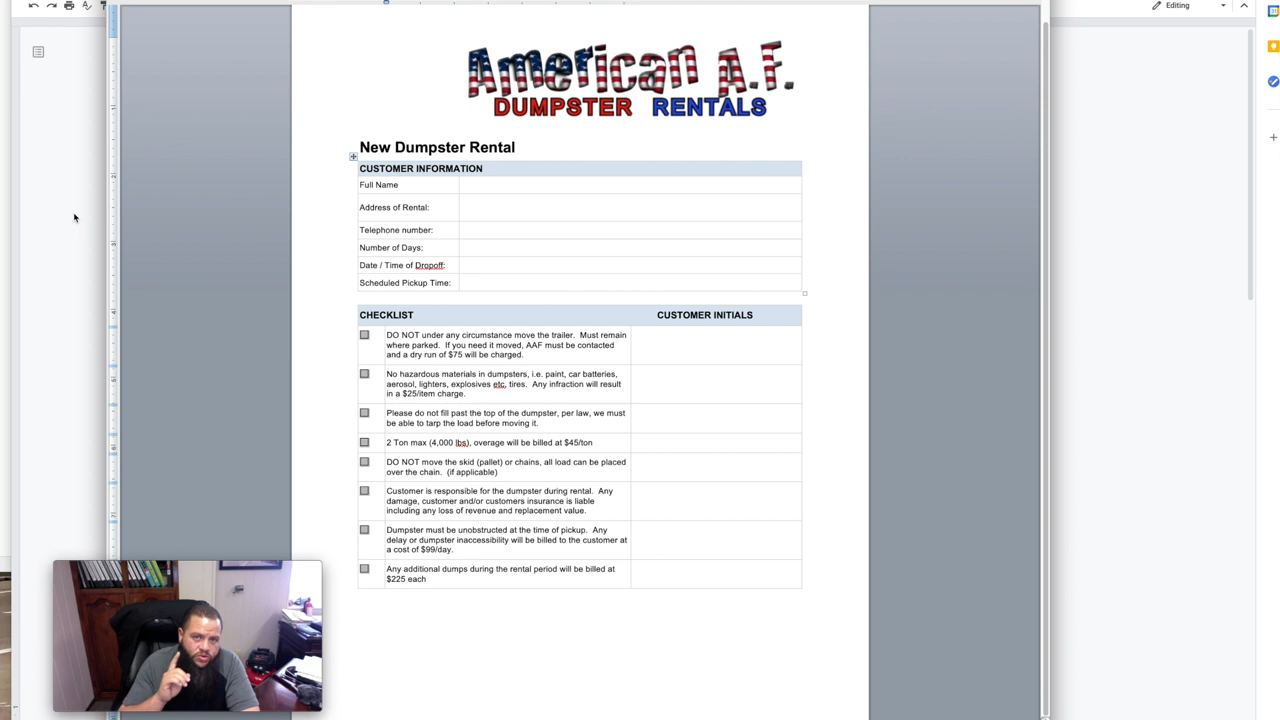 Editing
American A.F.
DUMPSTER RENTALS
New Dumpster Rental
CUSTOMER INFORMATION
Full Name
Address of Rental:
Telephone number:
Number of Days:
Date / Time of Dropoff:
Scheduled Pickup Time:
CHECKLIST CUSTOMER INITIALS
DO NOT under any circumstance move the trailer. Must remain
where parked. If you need it moved, AAF must be contacted
and a dry run of $75 will be charged.
No hazardous materials in dumpsters, i.e. paint, car batteries,
aerosol, lighters, explosives etc, tires. Any infraction will result
in a $25/item charge.
Please do not fill past the top of the dumpster, per law, we must
be able to tarp the load before moving it.
2 Ton max (4,000 lbs), overage will be billed at $45/ton
DO NOT move the skid (pallet) or chains, all load can be placed
over the chain. (if applicable)
Customer is responsible for the dumpster during rental. Any
damage, customer and/or customers insurance is liable
including any loss of revenue and replacement value.
Dumpster must be unobstructed at the time of pickup. Any
delay or dumpster inaccessibility will be billed to the customer at
a cost of $99/day.
Any additional dumps during the rental period will be billed at
$225 each